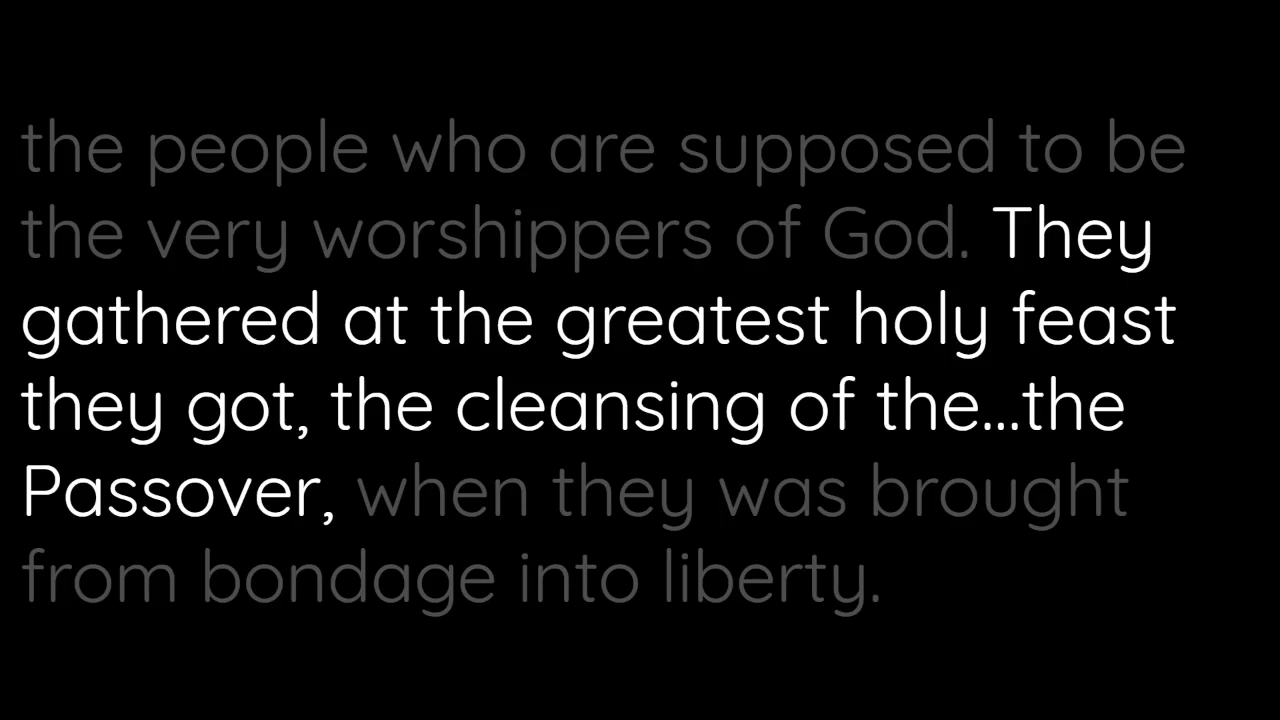 the people who are supposed to be
the very worshippers of God. They
gathered at the greatest holy feast
they got, the cleansing of the...the
Passover, when they was brought
from bondage into liberty.